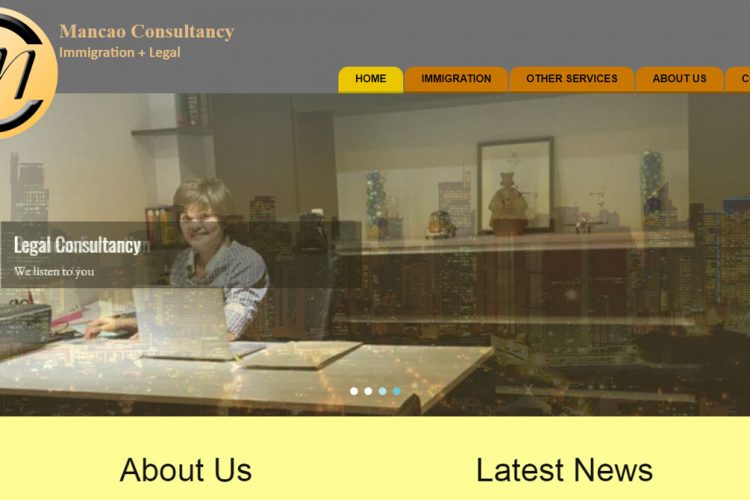 Mancao Consultancy
Immigration + Legal
HOME
IMMIGRATION
OTHER SERVICES
ABOUT US
Legal Consultancy
We listen to you
About Us
Latest News